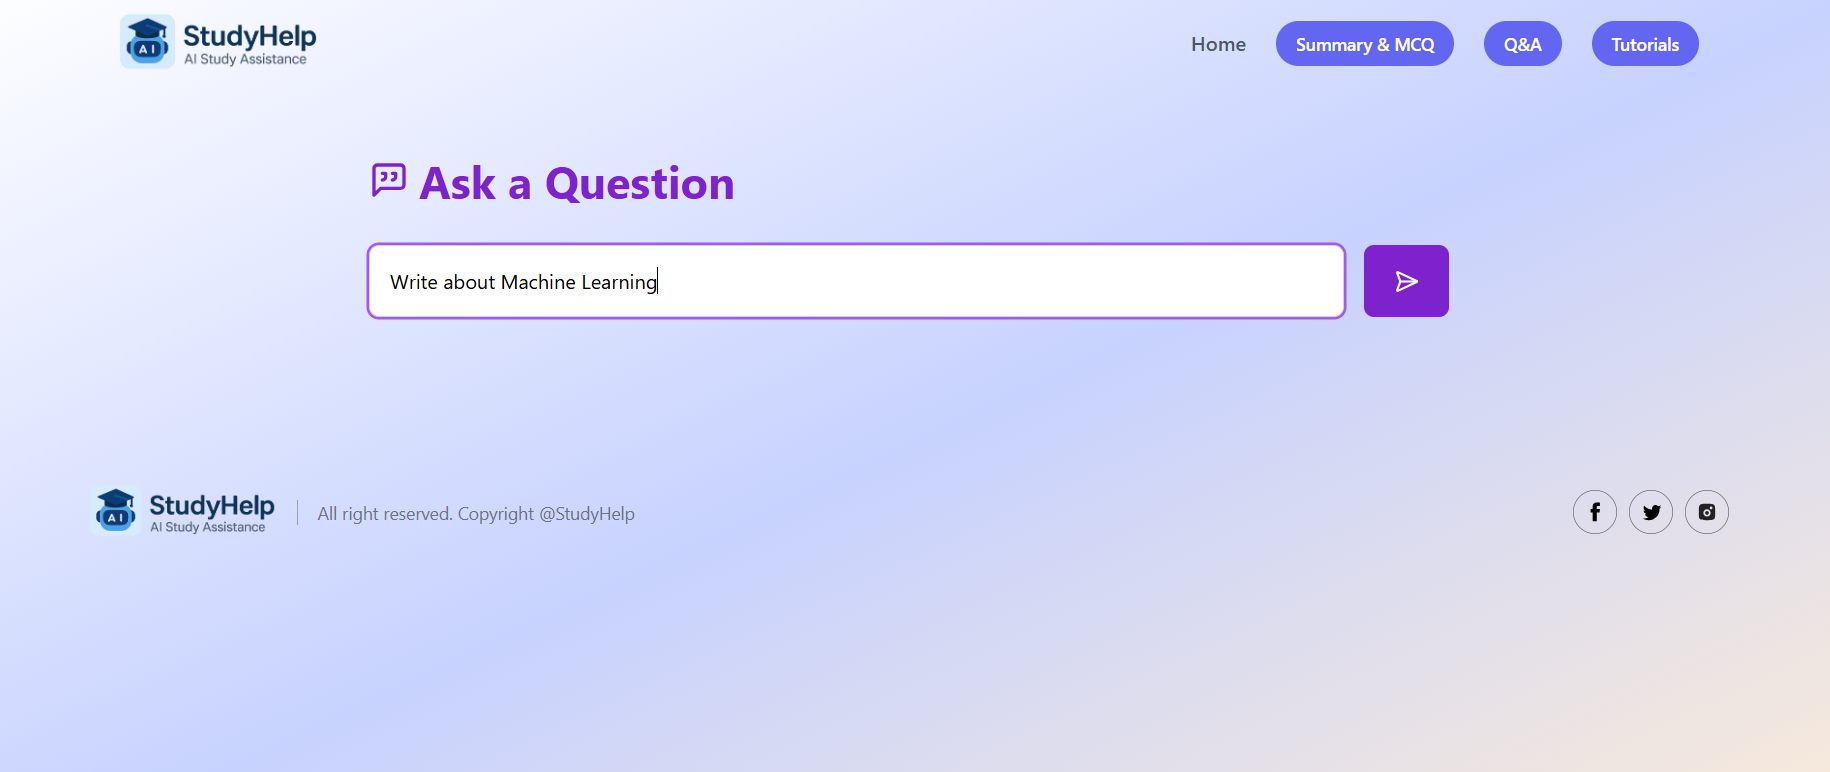 AI
StudyHelp
AI Study Assistance
Home
Summary & MCQ
Q&A
Tutorials
Ask a Question
Write about Machine Learning
AI
StudyHelp
AI Study Assistance
All right reserved. Copyright @StudyHelp